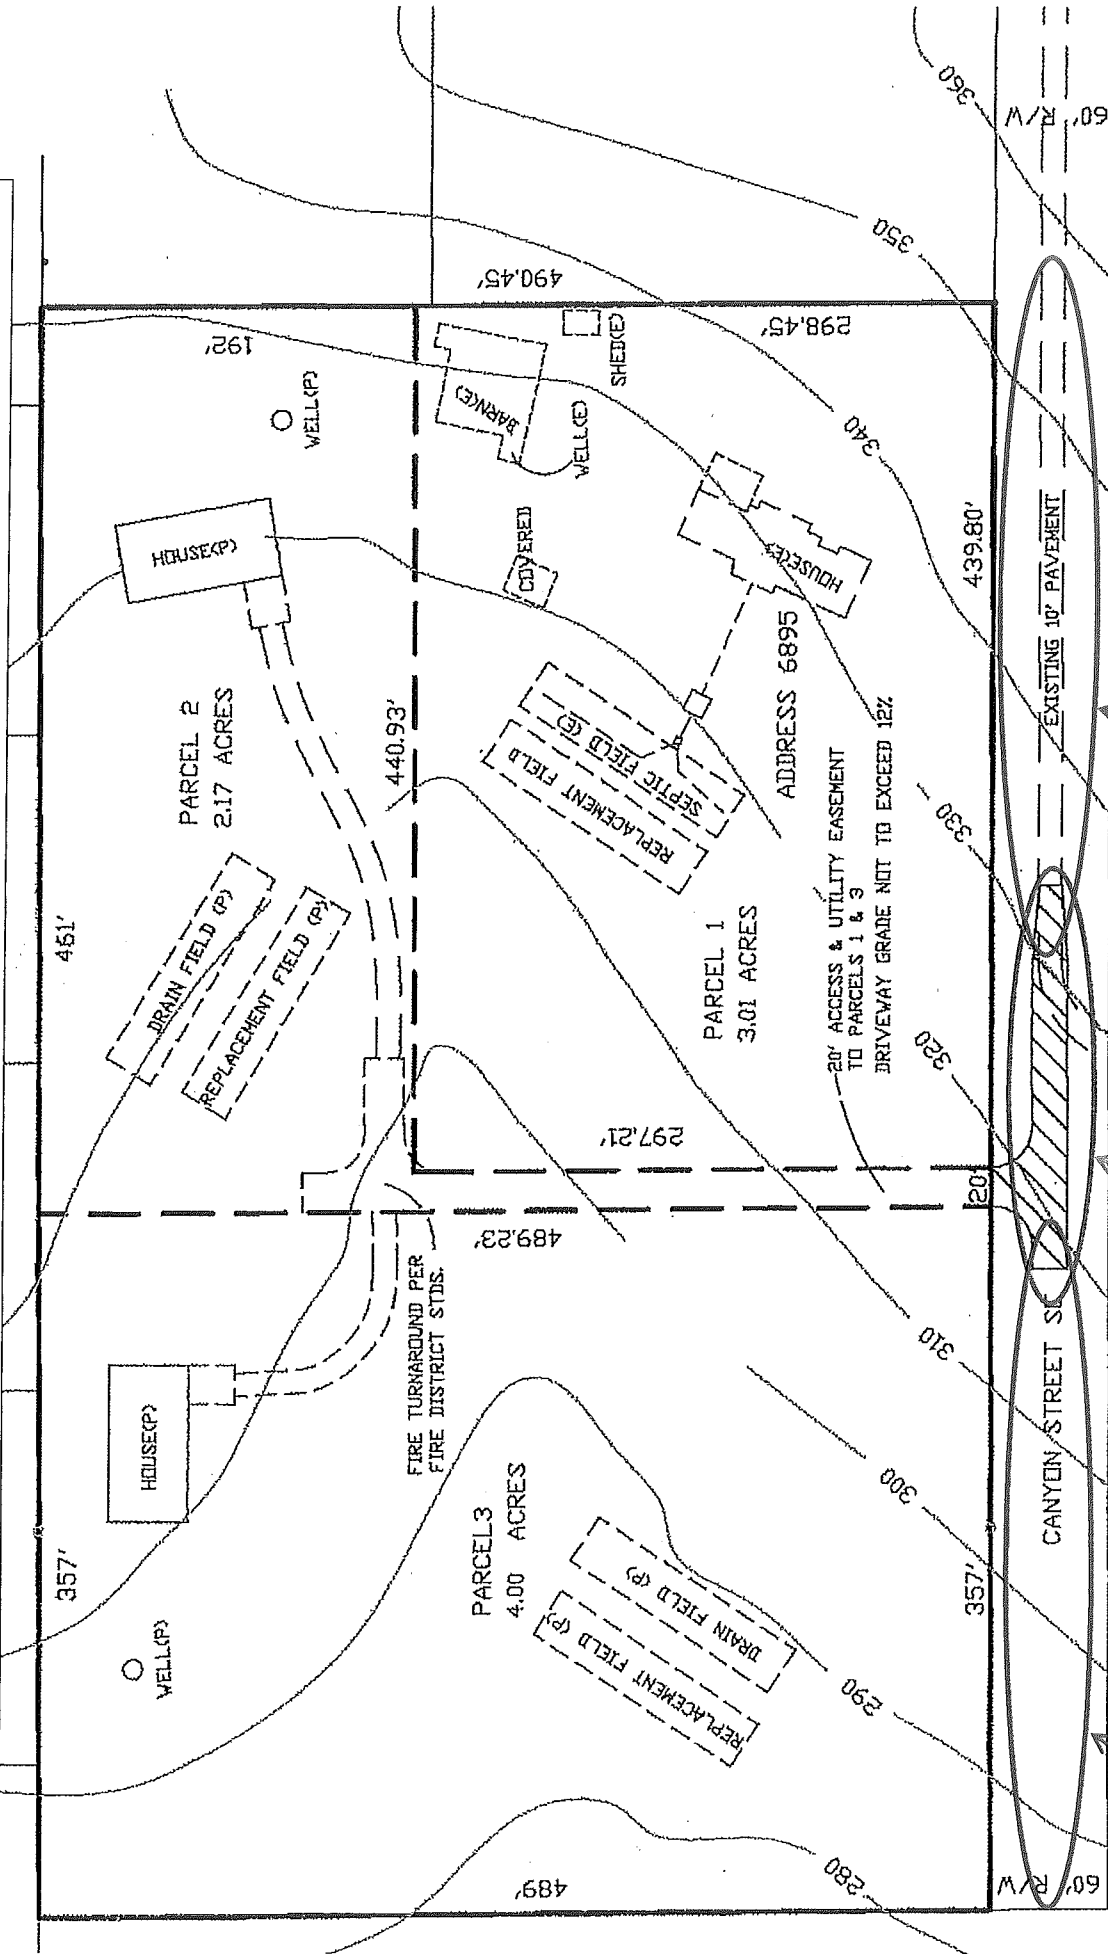 461'
357'
192'
490.45'
298.45'
WELL(P)
HOUSE(P)
PARCEL 2
2.17 ACRES
DRAIN FIELD (P)
REPLACEMENT FIELD (P)
440.93'
BARN(E)
SHED(E)
WELL(E)
COVERED
HOUSE(E)
SEPTIC FIELD (E)
REPLACEMENT FIELD
ADDRESS 6895
PARCEL 1
3.01 ACRES
20' ACCESS & UTILITY EASEMENT
TO PARCELS 1 & 3
DRIVEWAY GRADE NOT TO EXCEED 12%
297.21'
489.23'
20'
FIRE TURNAROUND PER
FIRE DISTRICT STDS.
HOUSE(P)
WELL(P)
PARCEL3
4.00 ACRES
DRAIN FIELD (P)
REPLACEMENT FIELD (P)
489'
357'
439.80'
360
350
340
330
320
310
300
290
280
60' R/W
EXISTING 10' PAVEMENT
CANYON STREET
60' R/W